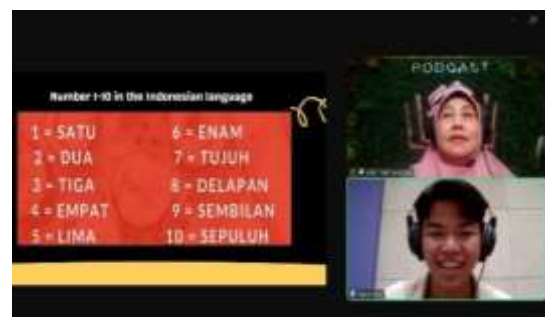 Number 1-10 in the Indonesian language
1 = SATU
2 = DUA
3 = TIGA
4 = EMPAT
5 = LIMA
6 = ENAM
7 = TUJUH
8 = DELAPAN
9 = SEMBILAN
10 = SEPULUH
PODCAST